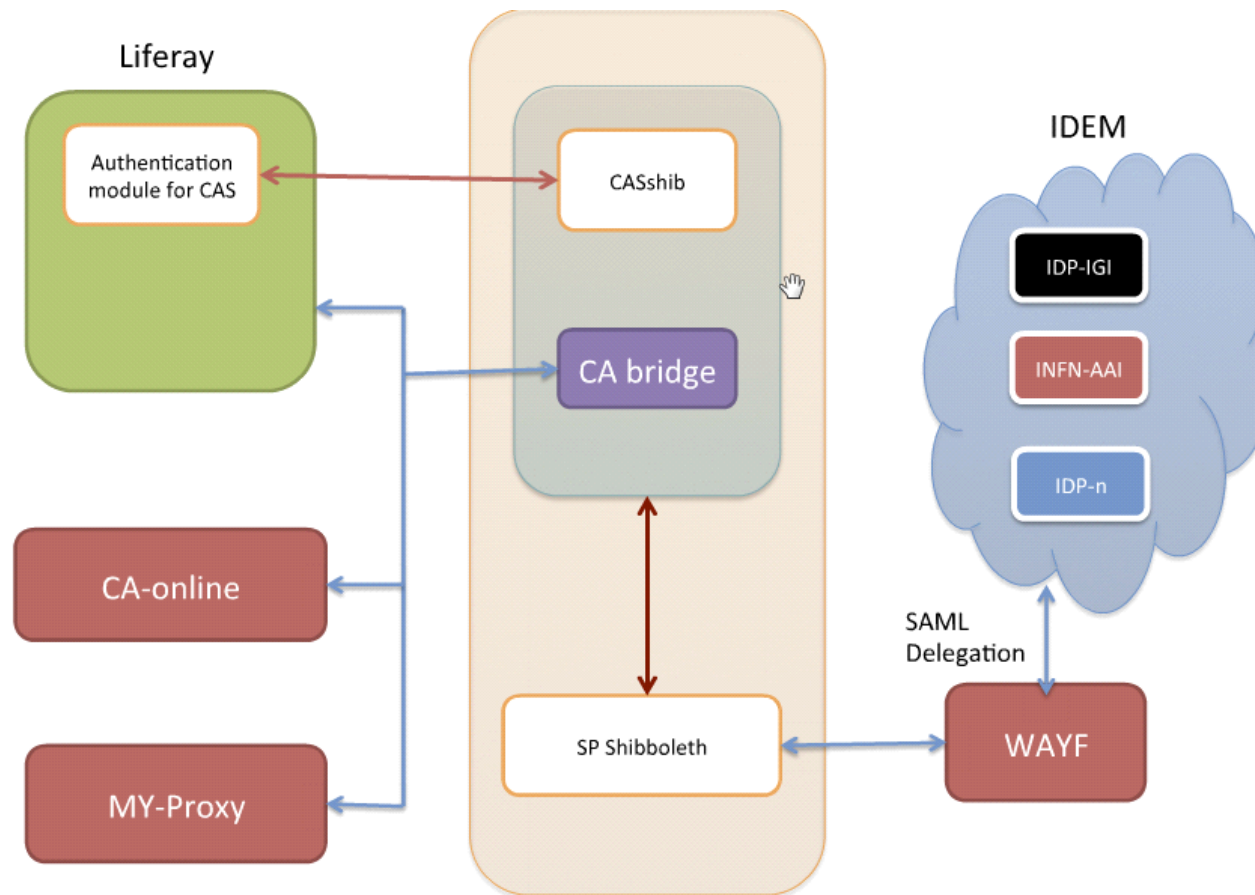 Liferay
Authentication
module for CAS
CASshib
CA bridge
IDEM
IDP-IGI
INFN-AAI
IDP-n
CA-online
MY-Proxy
SP Shibboleth
SAML
Delegation
WAYF